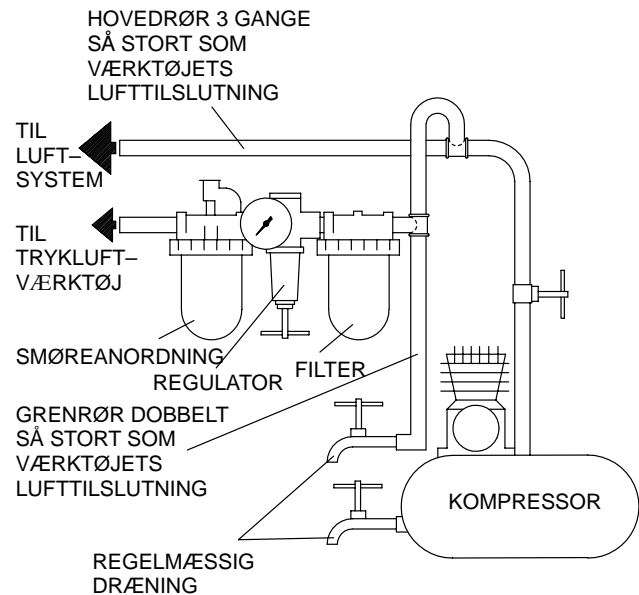 HOVEDRØR 3 GANGE
SÅ STORT SOM
VÆRKTØJETS
LUFTTILSLUTNING
TIL
LUFT–
SYSTEM
TIL
TRYKLUFT–
VÆRKTØJ
SMØREANORDNING
REGULATOR
FILTER
GRENRØR DOBBELT
SÅ STORT SOM
VÆRKTØJETS
LUFTTILSLUTNING
KOMPRESSOR
REGELMÆSSIG
DRÆNING